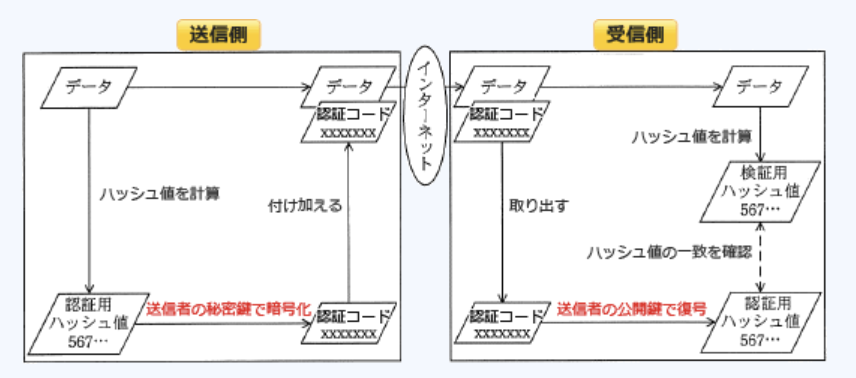 送信側
受信側
データ
データ
認証コード
xxxxxxx
インターネット
データ
認証コード
xxxxxxx
データ
ハッシュ値を計算
付け加える
取り出す
ハッシュ値を計算
検証用
ハッシュ値
567…
ハッシュ値の一致を確認
認証用
ハッシュ値
567…
送信者の秘密鍵で暗号化
認証コード
xxxxxxx
認証コード
xxxxxxx
送信者の公開鍵で復号
認証用
ハッシュ値
567…